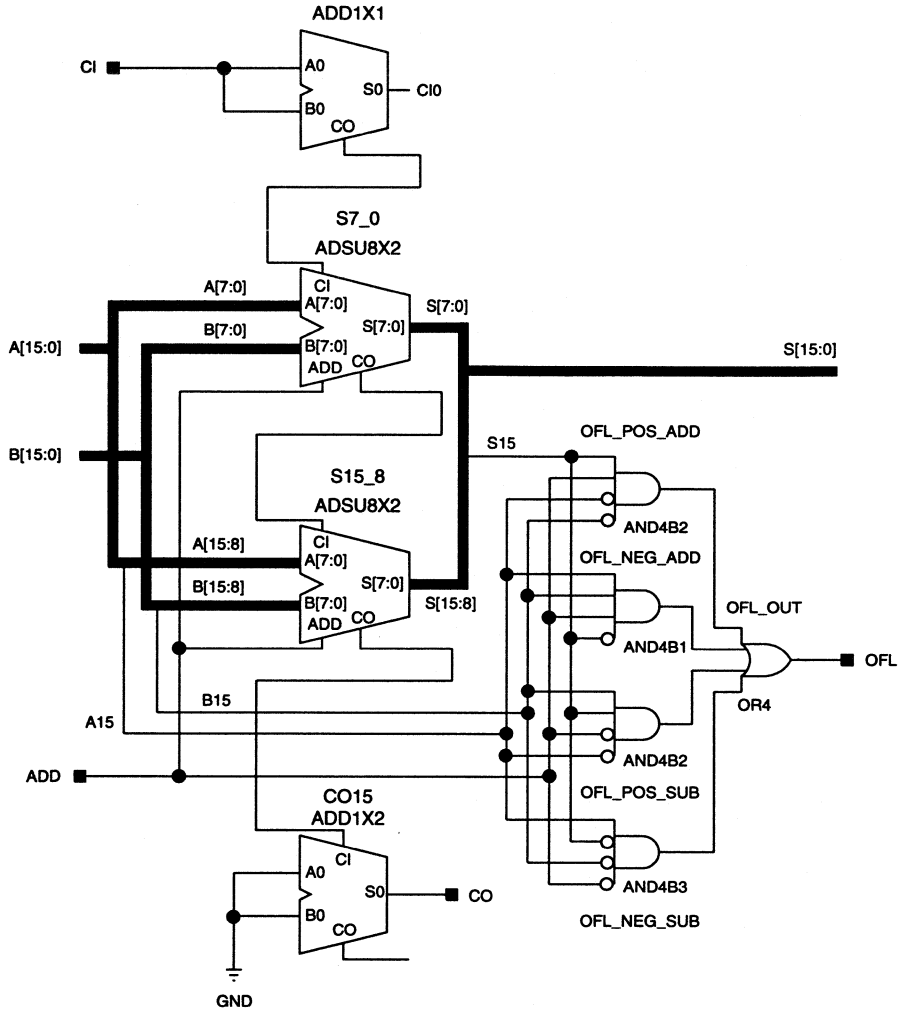 ADD1X1
CI
A0
S0
CI0
B0
CO
S7_0
ADSU8X2
A[7:0]
CI
A[7:0]
S[7:0]
B[7:0]
S[7:0]
A[15:0]
B[7:0]
S[15:0]
ADD
CO
OFL_POS_ADD
S15
B[15:0]
S15_8
ADSU8X2
AND4B2
CI
OFL_NEG_ADD
A[15:8]
A[7:0]
B[15:8]
S[7:0]
B[7:0]
S[15:8]
OFL_OUT
ADD
CO
AND4B1
OFL
B15
OR4
A15
AND4B2
ADD
OFL_POS_SUB
CO15
ADD1X2
CI
A0
S0
CO
AND4B3
B0
CO
OFL_NEG_SUB
GND